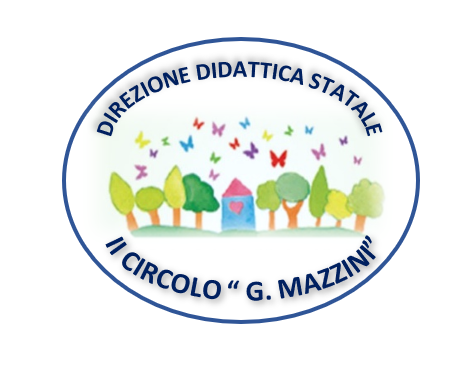 DIREZIONE DIDATTICA STATALE
II CIRCOLO “ G. MAZZINI”